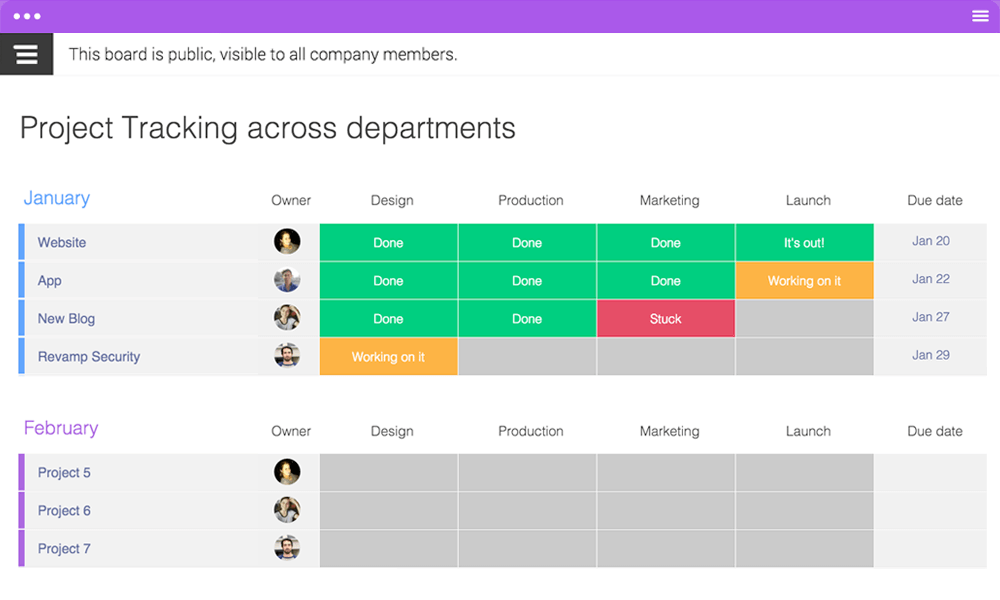 This board is public, visible to all company members.
Project Tracking across departments
January Owner Design Production Marketing Launch Due date
Website Done Done Done It's out! Jan 20
App Done Done Done Working on it Jan 22
New Blog Done Done Stuck Jan 27
Revamp Security Working on it Jan 29
February Owner Design Production Marketing Launch Due date
Project 5
Project 6
Project 7